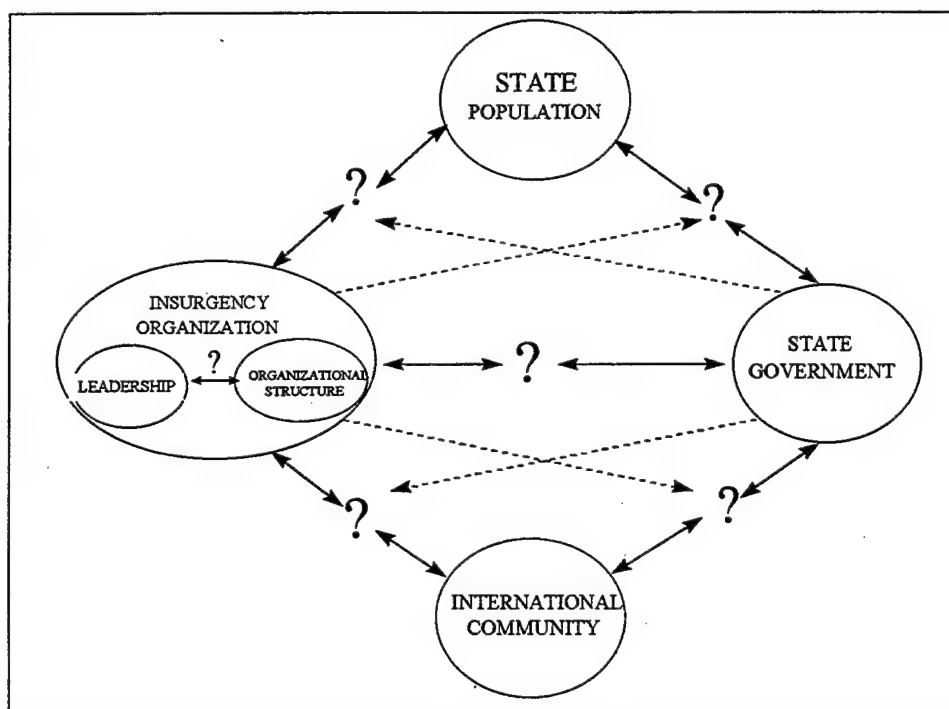 STATE
POPULATION
?
?
INSURGENCY
ORGANIZATION
?
LEADERSHIP
ORGANIZATIONAL
STRUCTURE
?
STATE
GOVERNMENT
?
?
INTERNATIONAL
COMMUNITY